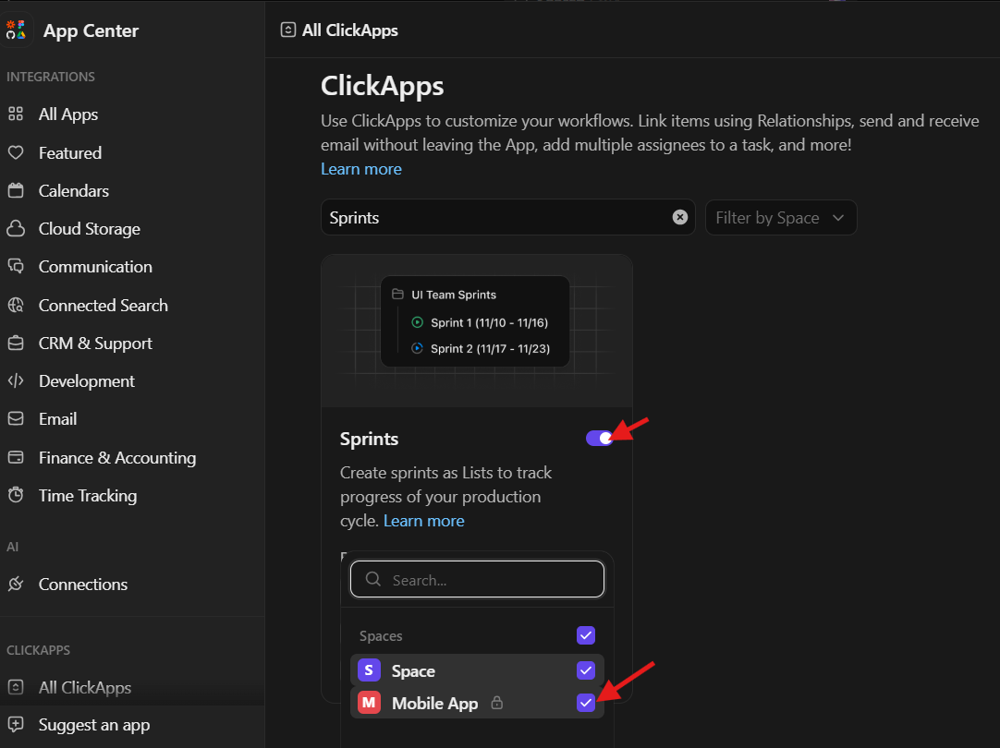 App Center
INTEGRATIONS
All Apps
Featured
Calendars
Cloud Storage
Communication
Connected Search
CRM & Support
Development
Email
Finance & Accounting
Time Tracking
AI
Connections
CLICKAPPS
All ClickApps
Suggest an app
All ClickApps
ClickApps
Use ClickApps to customize your workflows. Link items using Relationships, send and receive
email without leaving the App, add multiple assignees to a task, and more!
Learn more
Sprints
Filter by Space
UI Team Sprints
Sprint 1 (11/10 - 11/16)
Sprint 2 (11/17 - 11/23)
Sprints
Create sprints as Lists to track
progress of your production
cycle. Learn more
Search...
Spaces
S Space
M Mobile App